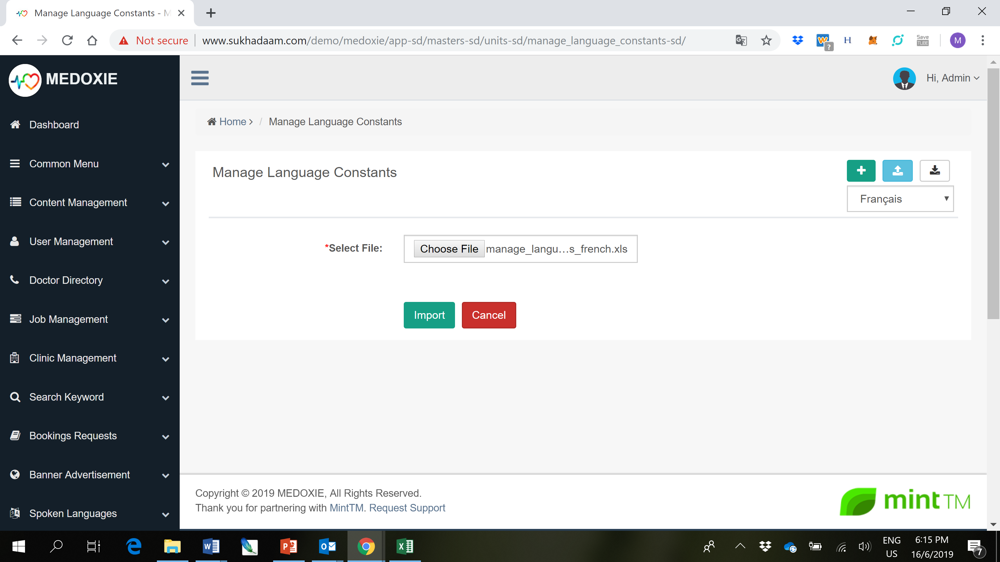 Manage Language Constants - M
Not secure
www.sukhadaam.com/demo/medoxie/app-sd/masters-sd/units-sd/manage_language_constants-sd/
W
?
H
Save
TUBE
M
MEDOXIE
Hi, Admin
Dashboard
Common Menu
Content Management
User Management
Doctor Directory
Job Management
Clinic Management
Search Keyword
Bookings Requests
Banner Advertisement
Spoken Languages
Home > / Manage Language Constants
Manage Language Constants
Français
*Select File:
Choose File manage_langu...s_french.xls
Import
Cancel
Copyright © 2019 MEDOXIE, All Rights Reserved.
Thank you for partnering with MintTM. Request Support
mint TM
ENG
US
6:15 PM
16/6/2019
7